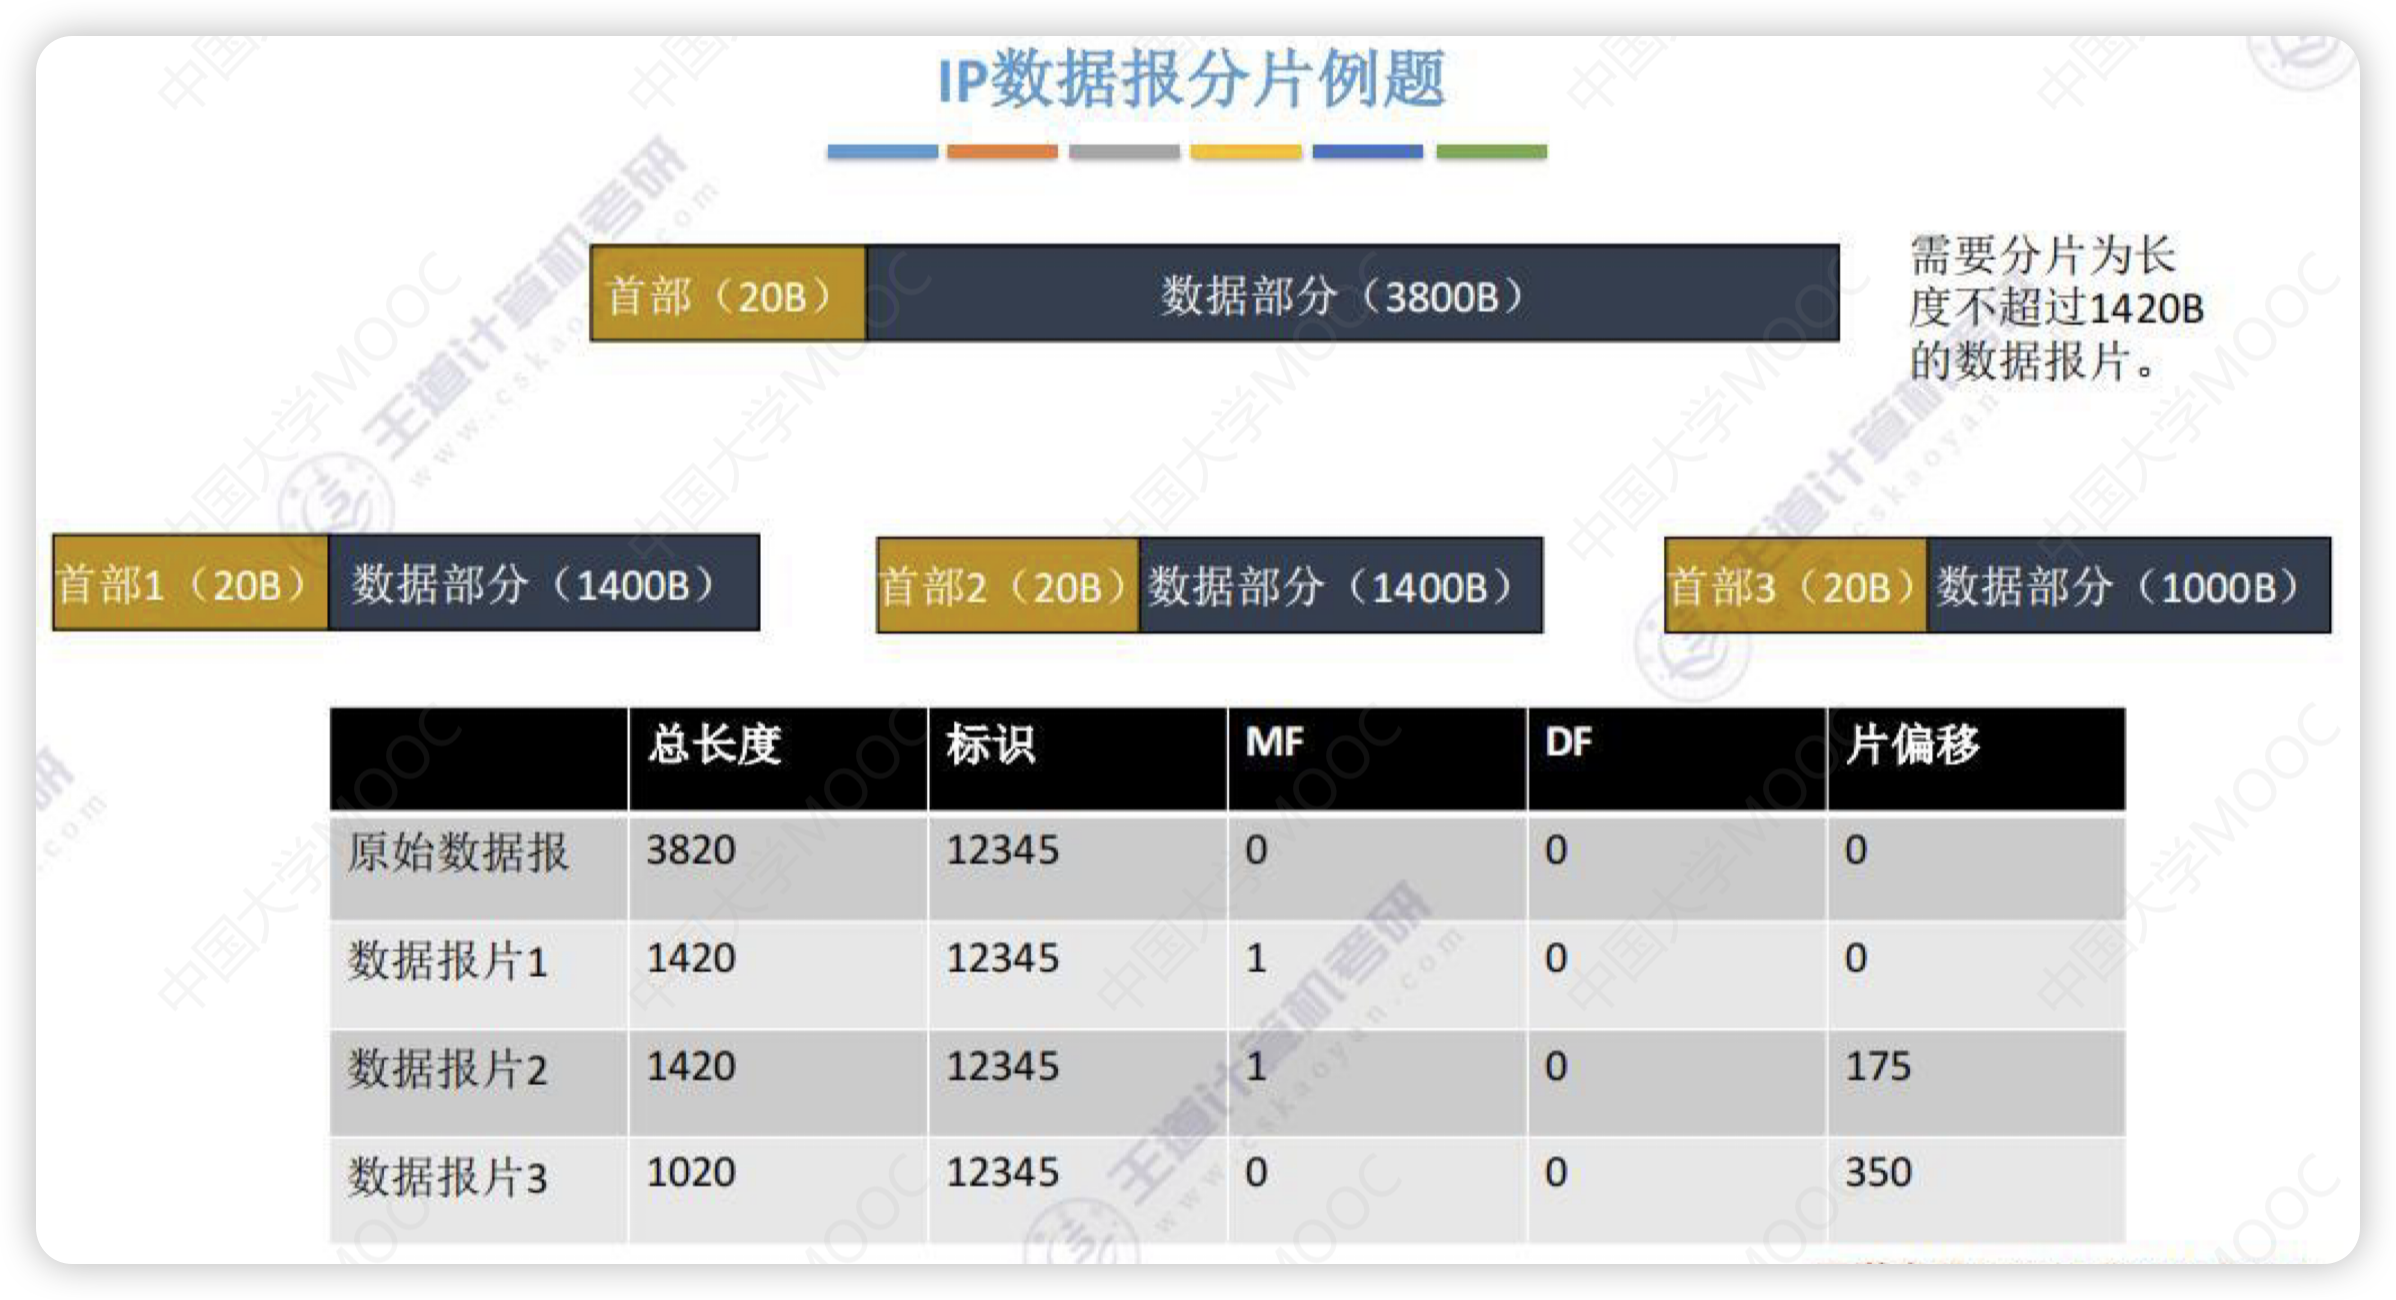 IP数据报分片例题
首部（20B） 数据部分（3800B）
需要分片为长
度不超过1420B
的数据报片。
首部1（20B） 数据部分（1400B） 首部2（20B） 数据部分（1400B） 首部3（20B） 数据部分（1000B）
总长度 标识 MF DF 片偏移
原始数据报 3820 12345 0 0 0
数据报片1 1420 12345 1 0 0
数据报片2 1420 12345 1 0 175
数据报片3 1020 12345 0 0 350
王道计算机考研
www.cskaoyan.com
中国大学MOOC